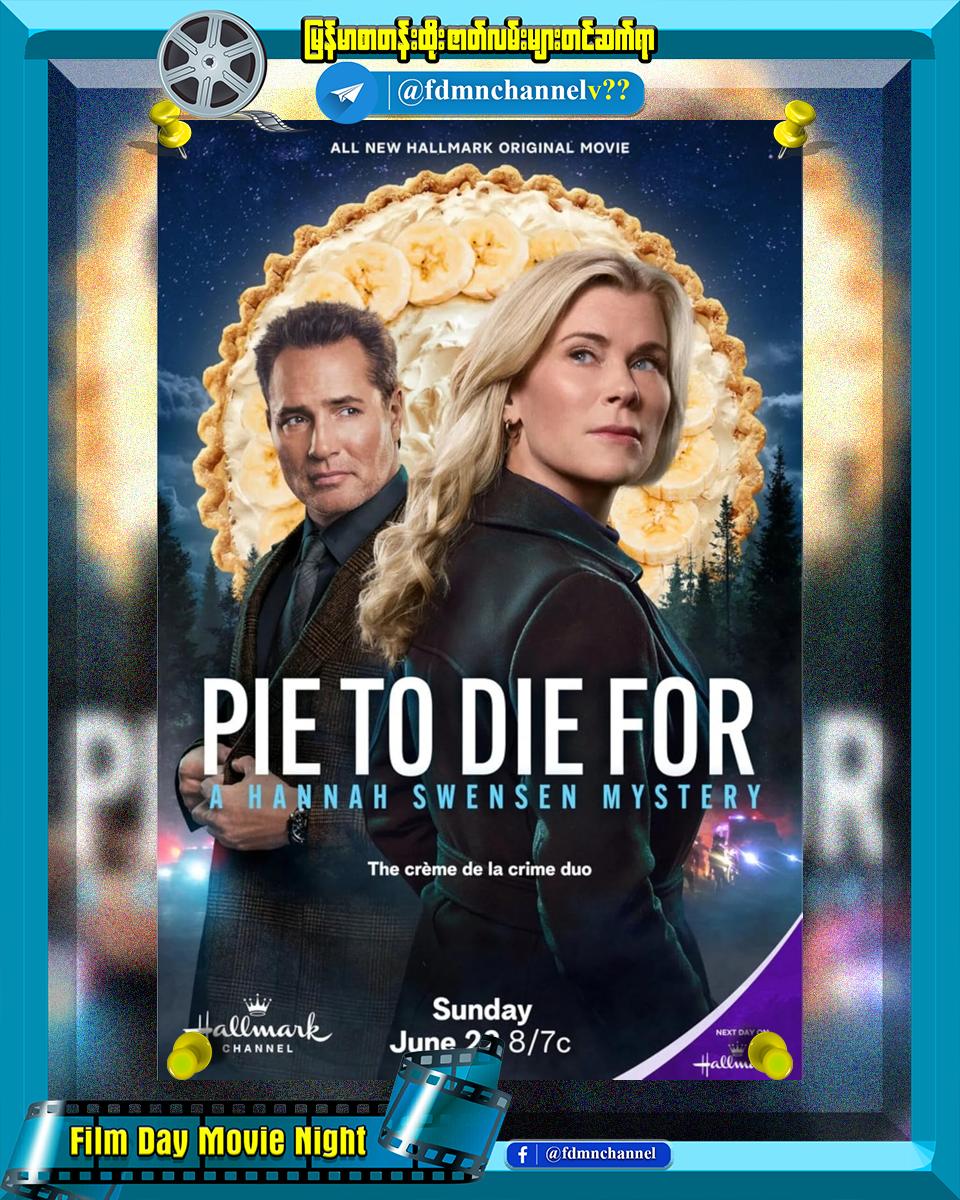 မြန်မာစာတန်းထိုးဇာတ်လမ်းများတင်ဆက်ရာ
@fdmnchannelv??
ALL NEW HALLMARK ORIGINAL MOVIE
PIE TO DIE FOR
A HANNAH SWENSEN MYSTERY
The crème de la crime duo
Sunday
June 8/7c
Hallmark
CHANNEL
NEXT DAY ON
Film Day Movie Night
@fdmnchannel